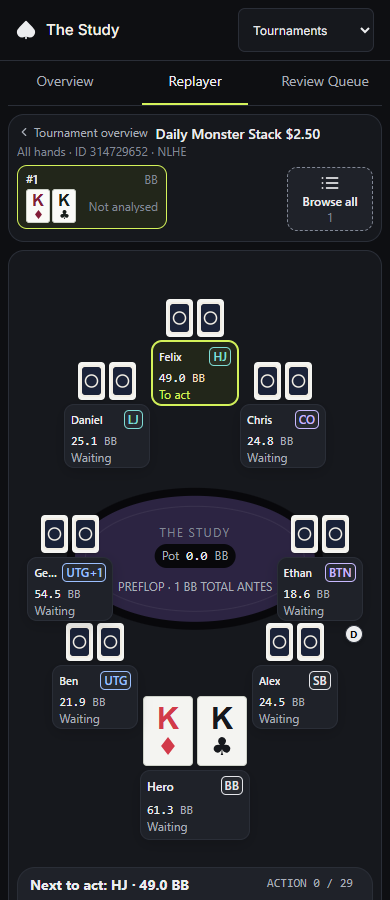 The Study
Tournaments
Overview
Replayer
Review Queue
Tournament overview
Daily Monster Stack $2.50
All hands · ID 314729652 · NLHE
#1
BB
K
K
Not analysed
Browse all
1
Felix
HJ
49.0 BB
To act
Daniel
LJ
25.1 BB
Waiting
Chris
CO
24.8 BB
Waiting
THE STUDY
Pot 0.0 BB
PREFLOP · 1 BB TOTAL ANTES
Ge...
UTG+1
54.5 BB
Waiting
Ethan
BTN
18.6 BB
Waiting
D
Ben
UTG
21.9 BB
Waiting
Alex
SB
24.5 BB
Waiting
K
K
Hero
BB
61.3 BB
Waiting
Next to act: HJ · 49.0 BB
ACTION 0 / 29